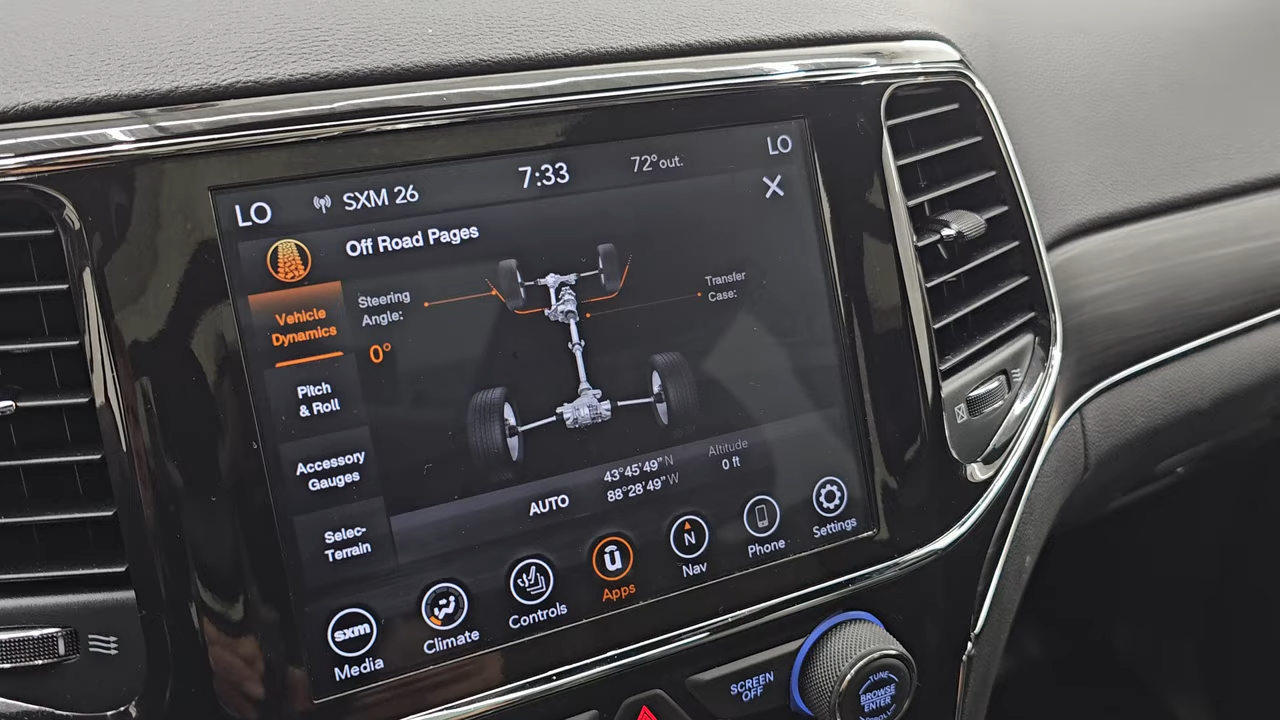 LO
SXM 26
7:33
72° out.
LO
Off Road Pages
Vehicle
Dynamics
Pitch
& Roll
Accessory
Gauges
Selec-
Terrain
Steering
Angle:
0°
Transfer
Case:
AUTO
43°45'49" N
88°28'49" W
Altitude
0 ft
sxm
Media
Climate
Controls
ū
Apps
N
Nav
Phone
Settings
SCREEN
OFF
TUNE
BROWSE
ENTER